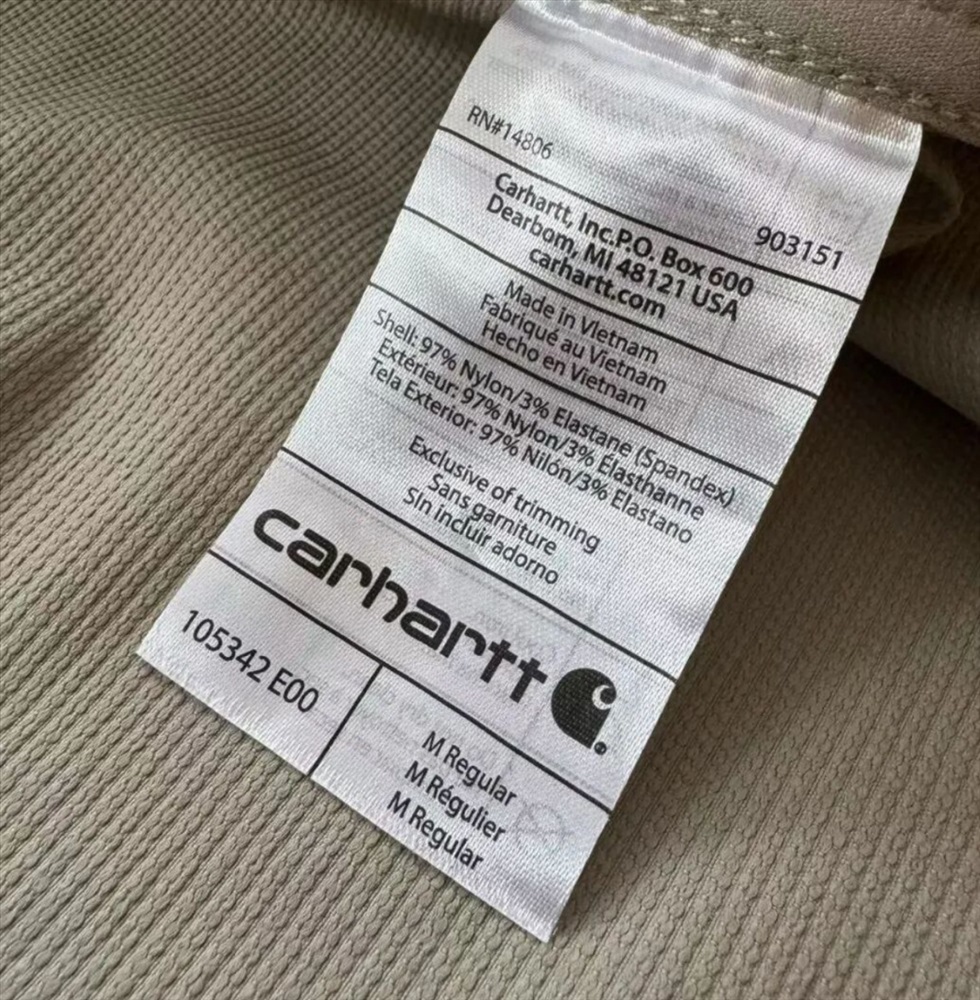 RN#14806
903151
Carhartt, Inc.P.O. Box 600
Dearbom, MI 48121 USA
carhartt.com
Made in VIetnam
Fabriqué au Vietnam
Hecho en Vietnam
Shell: 97% Nylon/3% Elastane (Spandex)
Extérieur: 97% Nylon/3% Élasthanne
Tela Exterior: 97% Nilón/3% Elastano
Exclusive of trimming
Sans garniture
SIn incluir adorno
carhartt
105342 E00
M Regular
M Régulier
M Regular